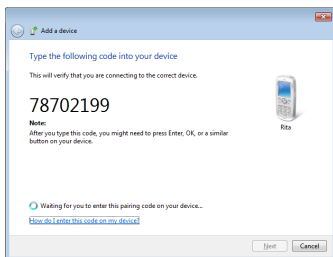 Add a device
Type the following code into your device
This will verify that you are connecting to the correct device.
78702199
Note:
After you type this code, you might need to press Enter, OK, or a similar
button on your device.
Rita
Waiting for you to enter this pairing code on your device...
How do I enter this code on my device?
Next Cancel